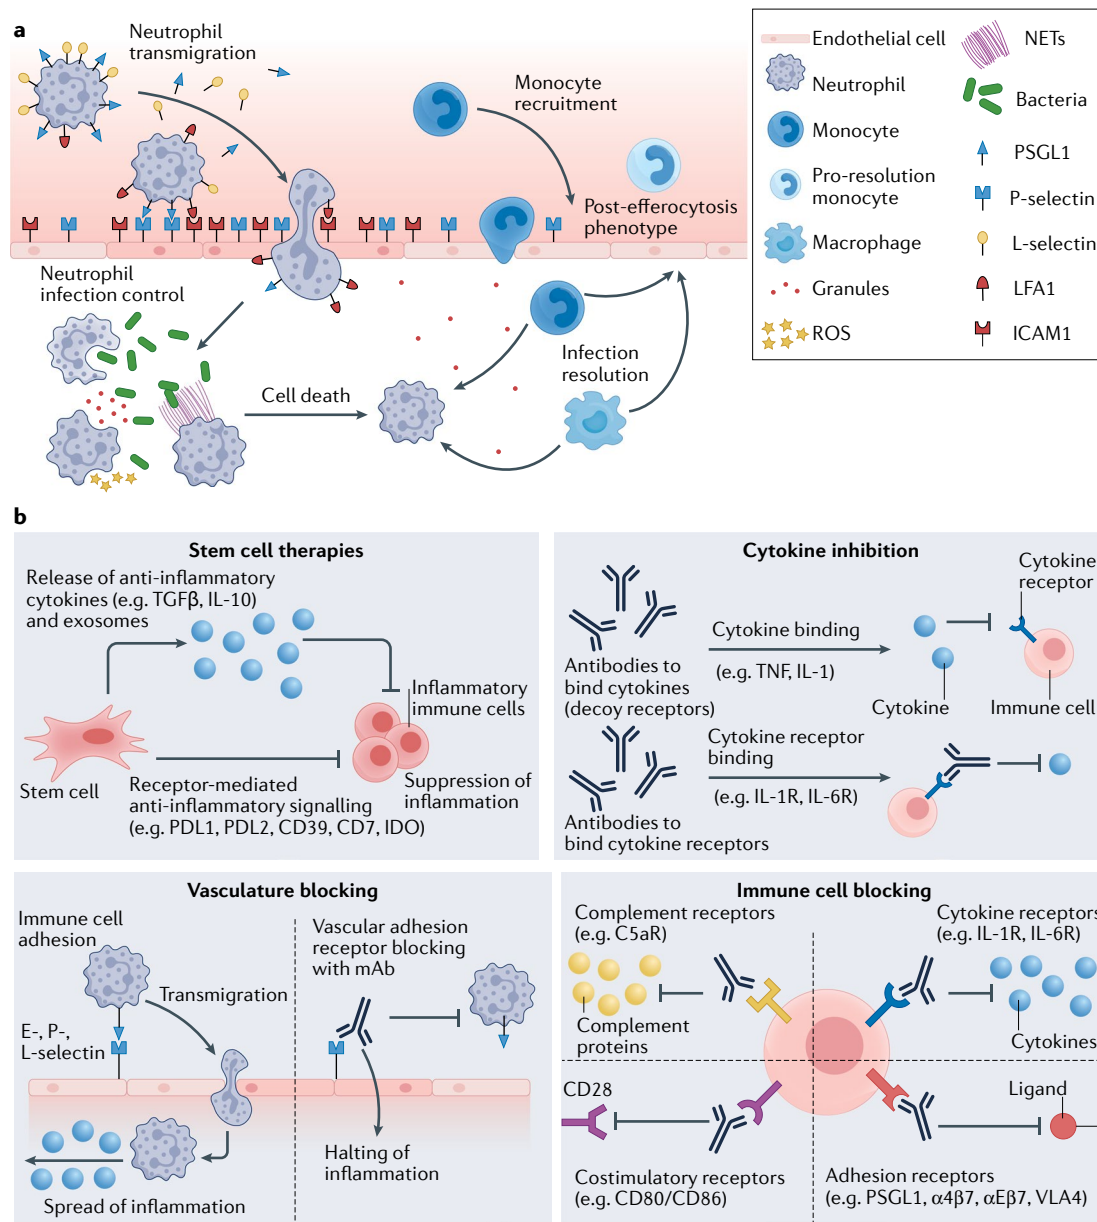 a
Neutrophil
transmigration
Monocyte
recruitment
Post-efferocytosis
phenotype
Neutrophil
infection control
Infection
resolution
Cell death
Endothelial cell
Neutrophil
Monocyte
Pro-resolution
monocyte
Macrophage
Granules
ROS
NETs
Bacteria
PSGL1
P-selectin
L-selectin
LFA1
ICAM1
b
Stem cell therapies
Release of anti-inflammatory
cytokines (e.g. TGFβ, IL-10)
and exosomes
Inflammatory
immune cells
Stem cell
Receptor-mediated
anti-inflammatory signalling
(e.g. PDL1, PDL2, CD39, CD7, IDO)
Suppression of
inflammation
Cytokine inhibition
Cytokine
receptor
Cytokine binding
(e.g. TNF, IL-1)
Antibodies to
bind cytokines
(decoy receptors)
Cytokine
Immune cell
Cytokine receptor
binding
(e.g. IL-1R, IL-6R)
Antibodies to
bind cytokine receptors
Vasculature blocking
Immune cell
adhesion
Transmigration
E-, P-,
L-selectin
Spread of inflammation
Vascular adhesion
receptor blocking
with mAb
Halting of
inflammation
Immune cell blocking
Complement receptors
(e.g. C5aR)
Complement
proteins
Cytokine receptors
(e.g. IL-1R, IL-6R)
Cytokines
CD28
Costimulatory receptors
(e.g. CD80/CD86)
Ligand
Adhesion receptors
(e.g. PSGL1, α4β7, αEβ7, VLA4)